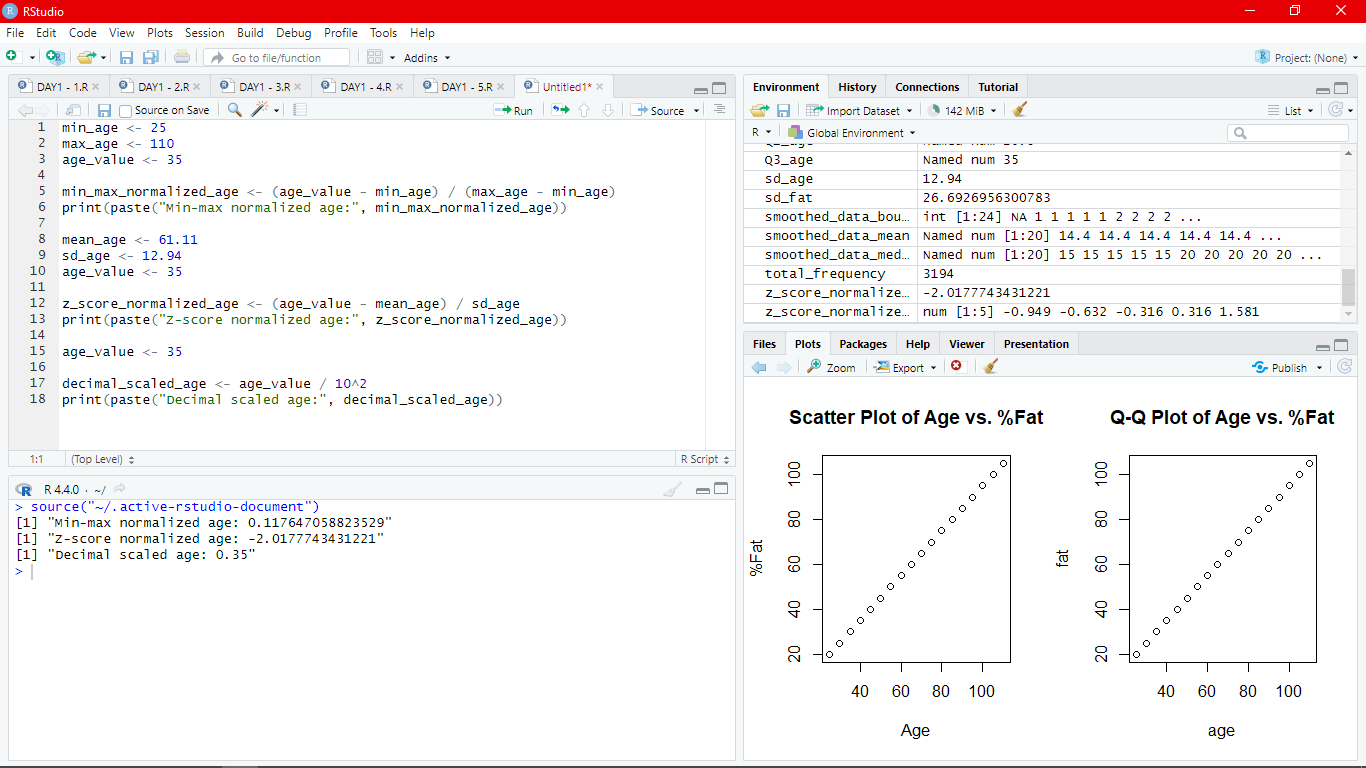 RStudio
File Edit Code View Plots Session Build Debug Profile Tools Help
Go to file/function Addins Project: (None)
DAY1 - 1.R DAY1 - 2.R DAY1 - 3.R DAY1 - 4.R DAY1 - 5.R Untitled1*
Source on Save Run Source
1 min_age <- 25
2 max_age <- 110
3 age_value <- 35
4
5 min_max_normalized_age <- (age_value - min_age) / (max_age - min_age)
6 print(paste("Min-max normalized age:", min_max_normalized_age))
7
8 mean_age <- 61.11
9 sd_age <- 12.94
10 age_value <- 35
11
12 z_score_normalized_age <- (age_value - mean_age) / sd_age
13 print(paste("Z-score normalized age:", z_score_normalized_age))
14
15 age_value <- 35
16
17 decimal_scaled_age <- age_value / 10^2
18 print(paste("Decimal scaled age:", decimal_scaled_age))
1:1 (Top Level) R Script
R 4.4.0 · ~/
> source("~/.active-rstudio-document")
[1] "Min-max normalized age: 0.117647058823529"
[1] "Z-score normalized age: -2.0177743431221"
[1] "Decimal scaled age: 0.35"
>
Environment History Connections Tutorial
Import Dataset 142 MiB List
R Global Environment
Q3_age Named num 35
sd_age 12.94
sd_fat 26.6926956300783
smoothed_data_bou... int [1:24] NA 1 1 1 1 1 2 2 2 2 ...
smoothed_data_mean Named num [1:20] 14.4 14.4 14.4 14.4 14.4 ...
smoothed_data_med... Named num [1:20] 15 15 15 15 15 20 20 20 20 20 ...
total_frequency 3194
z_score_normalize... -2.0177743431221
z_score_normalize... num [1:5] -0.949 -0.632 -0.316 0.316 1.581
Files Plots Packages Help Viewer Presentation
Zoom Export Publish
Scatter Plot of Age vs. %Fat
%Fat
100
80
60
40
20
40 60 80 100
Age
Q-Q Plot of Age vs. %Fat
fat
100
80
60
40
20
40 60 80 100
age